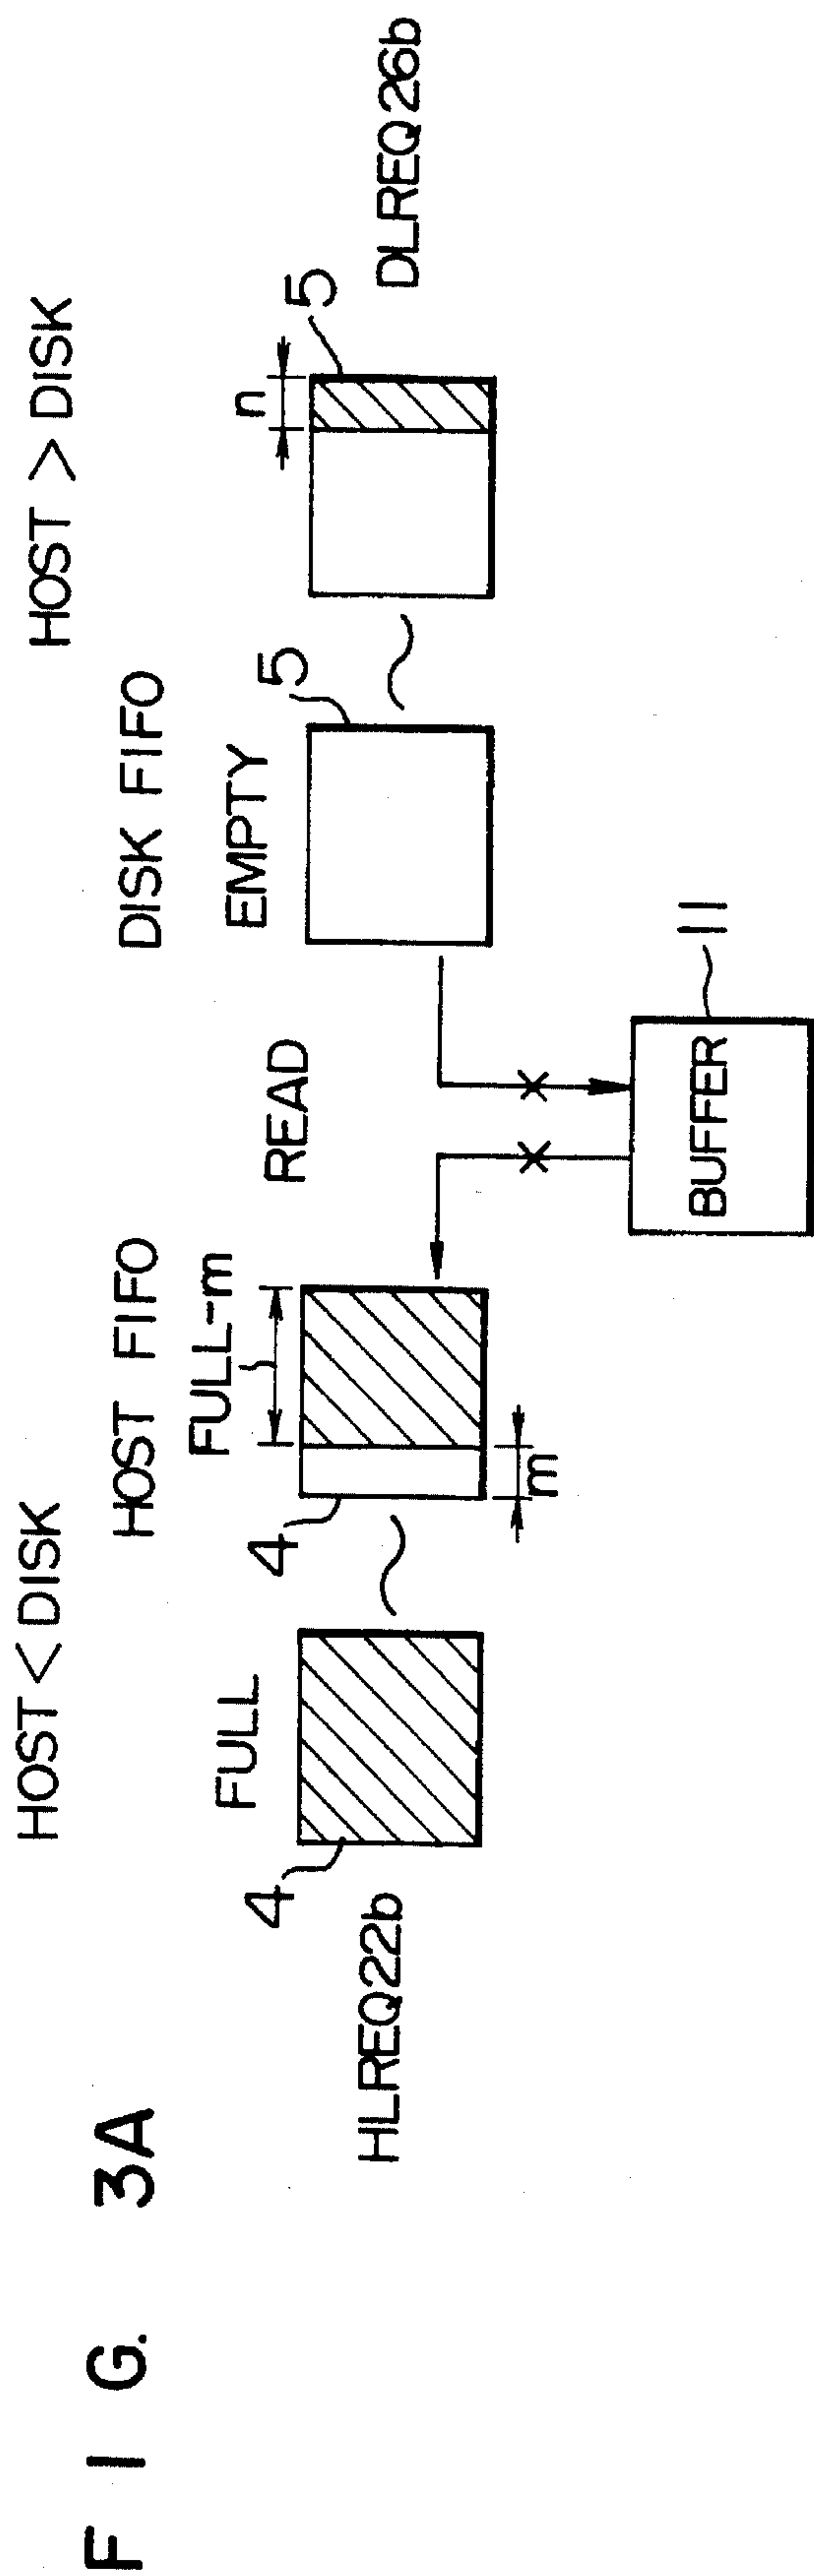 FIG. 3A
HOST < DISK
HOST > DISK
HOST FIFO
DISK FIFO
FULL
FULL-m
READ
EMPTY
n
4
4
5
5
HLREQ22b
DLREQ26b
m
BUFFER
11